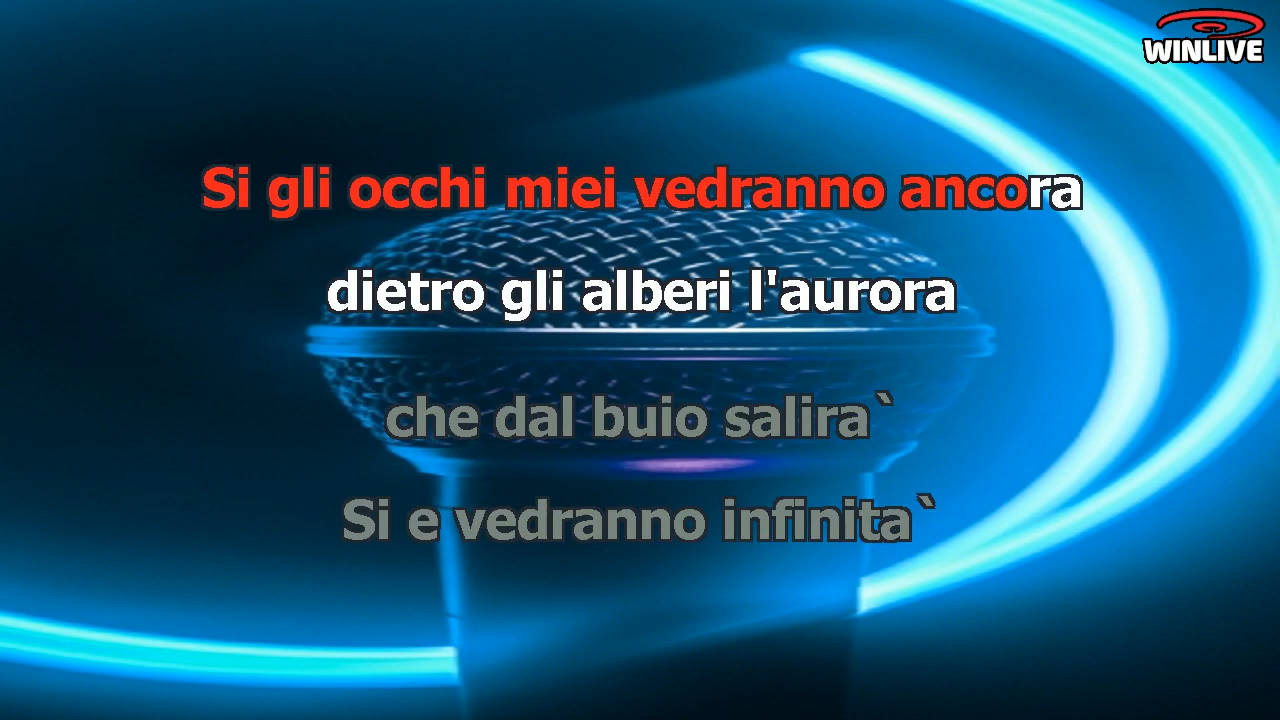 WINLIVE
Si gli occhi miei vedranno ancora
dietro gli alberi l'aurora
che dal buio salira`
Si e vedranno infinita`